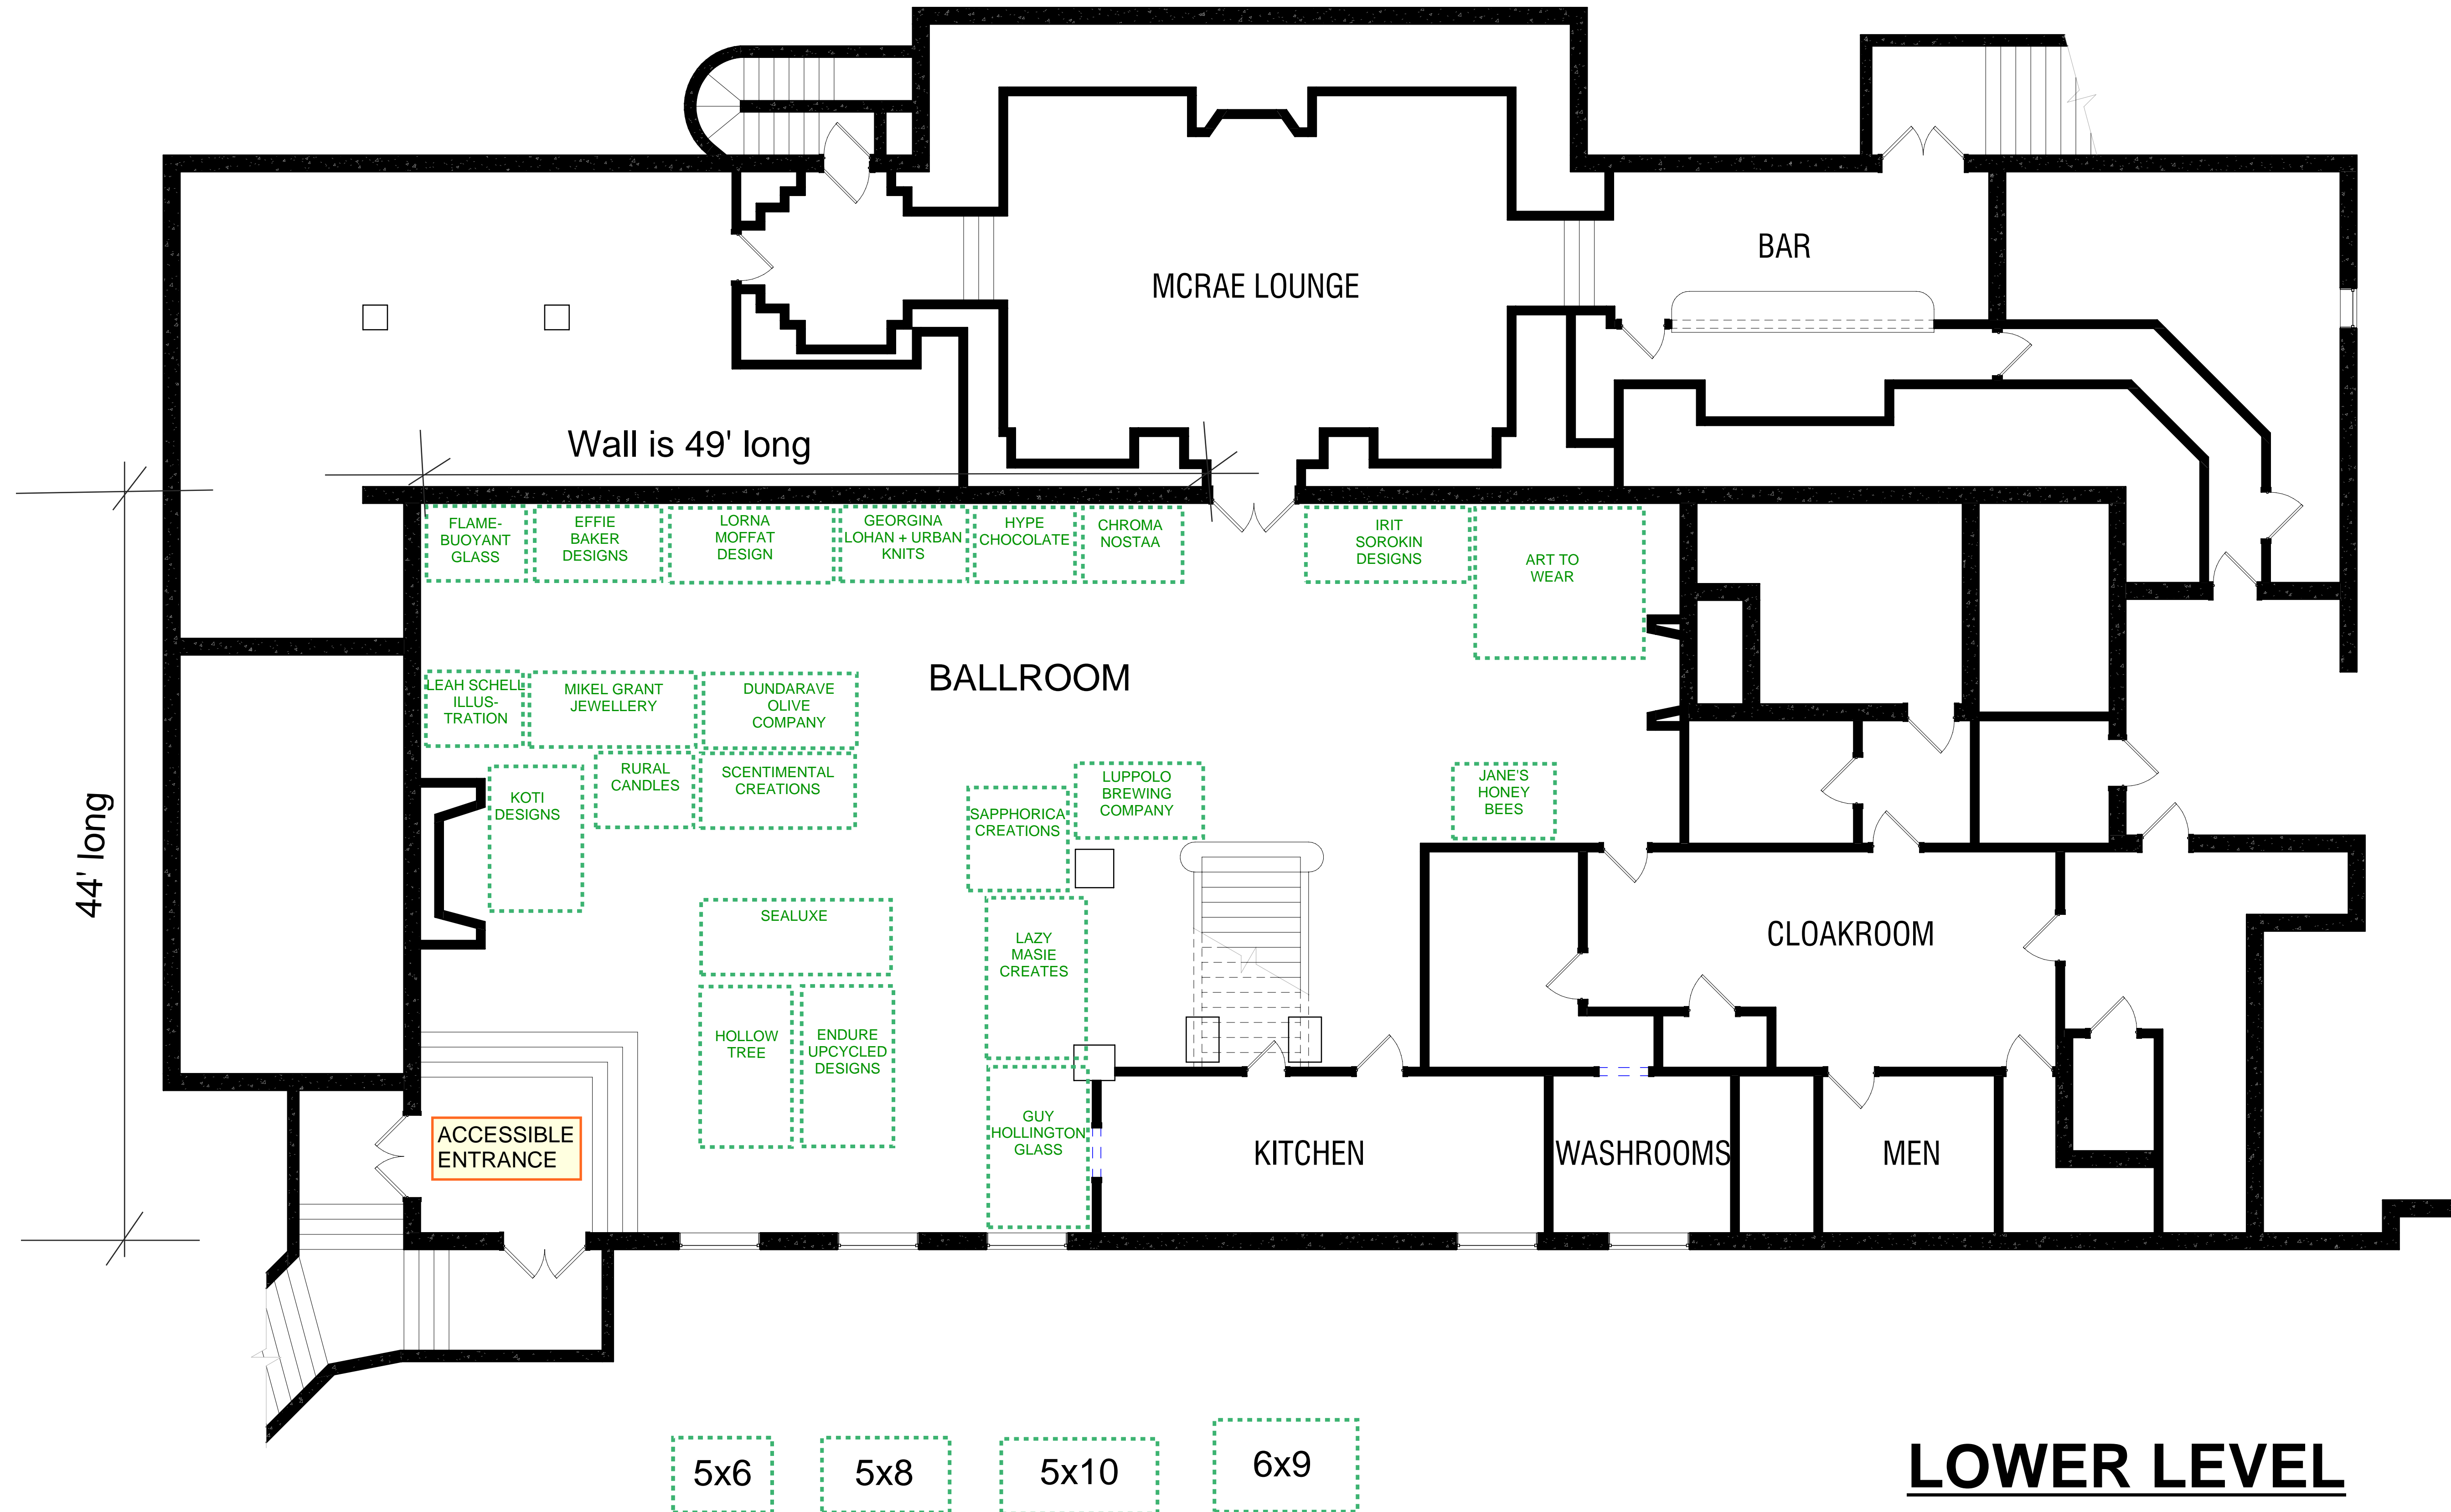 MCRAE LOUNGE
BAR
Wall is 49' long
44' long
FLAME-
BUOYANT
GLASS
EFFIE
BAKER
DESIGNS
LORNA
MOFFAT
DESIGN
GEORGINA
LOHAN + URBAN
KNITS
HYPE
CHOCOLATE
CHROMA
NOSTAA
IRIT
SOROKIN
DESIGNS
ART TO
WEAR
BALLROOM
LEAH SCHELL
ILLUS-
TRATION
MIKEL GRANT
JEWELLERY
DUNDARAVE
OLIVE
COMPANY
KOTI
DESIGNS
RURAL
CANDLES
SCENTIMENTAL
CREATIONS
SAPPHORICA
CREATIONS
LUPPOLO
BREWING
COMPANY
JANE'S
HONEY
BEES
SEALUXE
LAZY
MASIE
CREATES
CLOAKROOM
HOLLOW
TREE
ENDURE
UPCYCLED
DESIGNS
GUY
HOLLINGTON
GLASS
ACCESSIBLE
ENTRANCE
KITCHEN
WASHROOMS
MEN
5x6
5x8
5x10
6x9
LOWER LEVEL